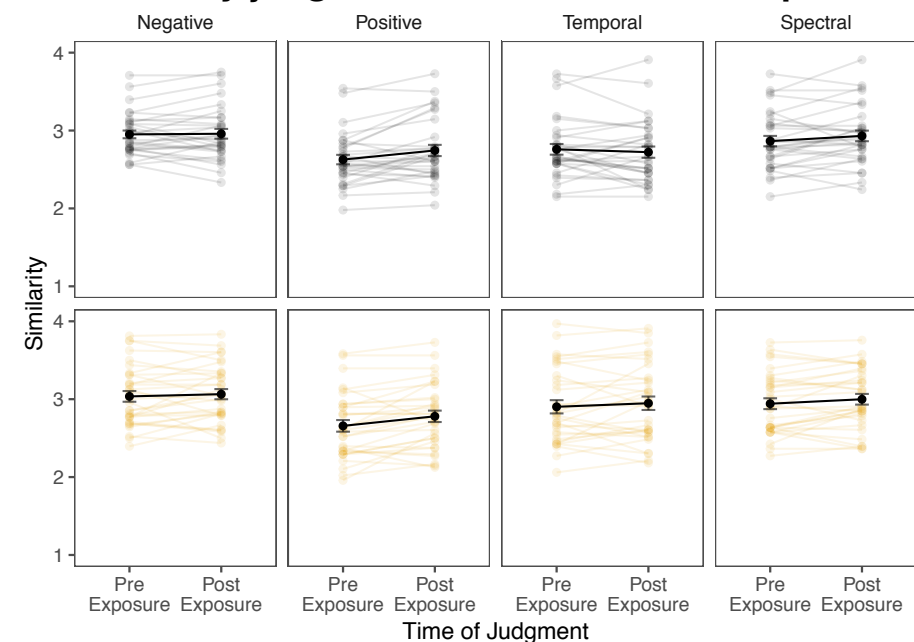 Negative Positive Temporal Spectral
4
3
2
1
4
3
2
1
Similarity
Pre Post Pre Post Pre Post Pre Post
Exposure Exposure Exposure Exposure Exposure Exposure Exposure Exposure
Time of Judgment